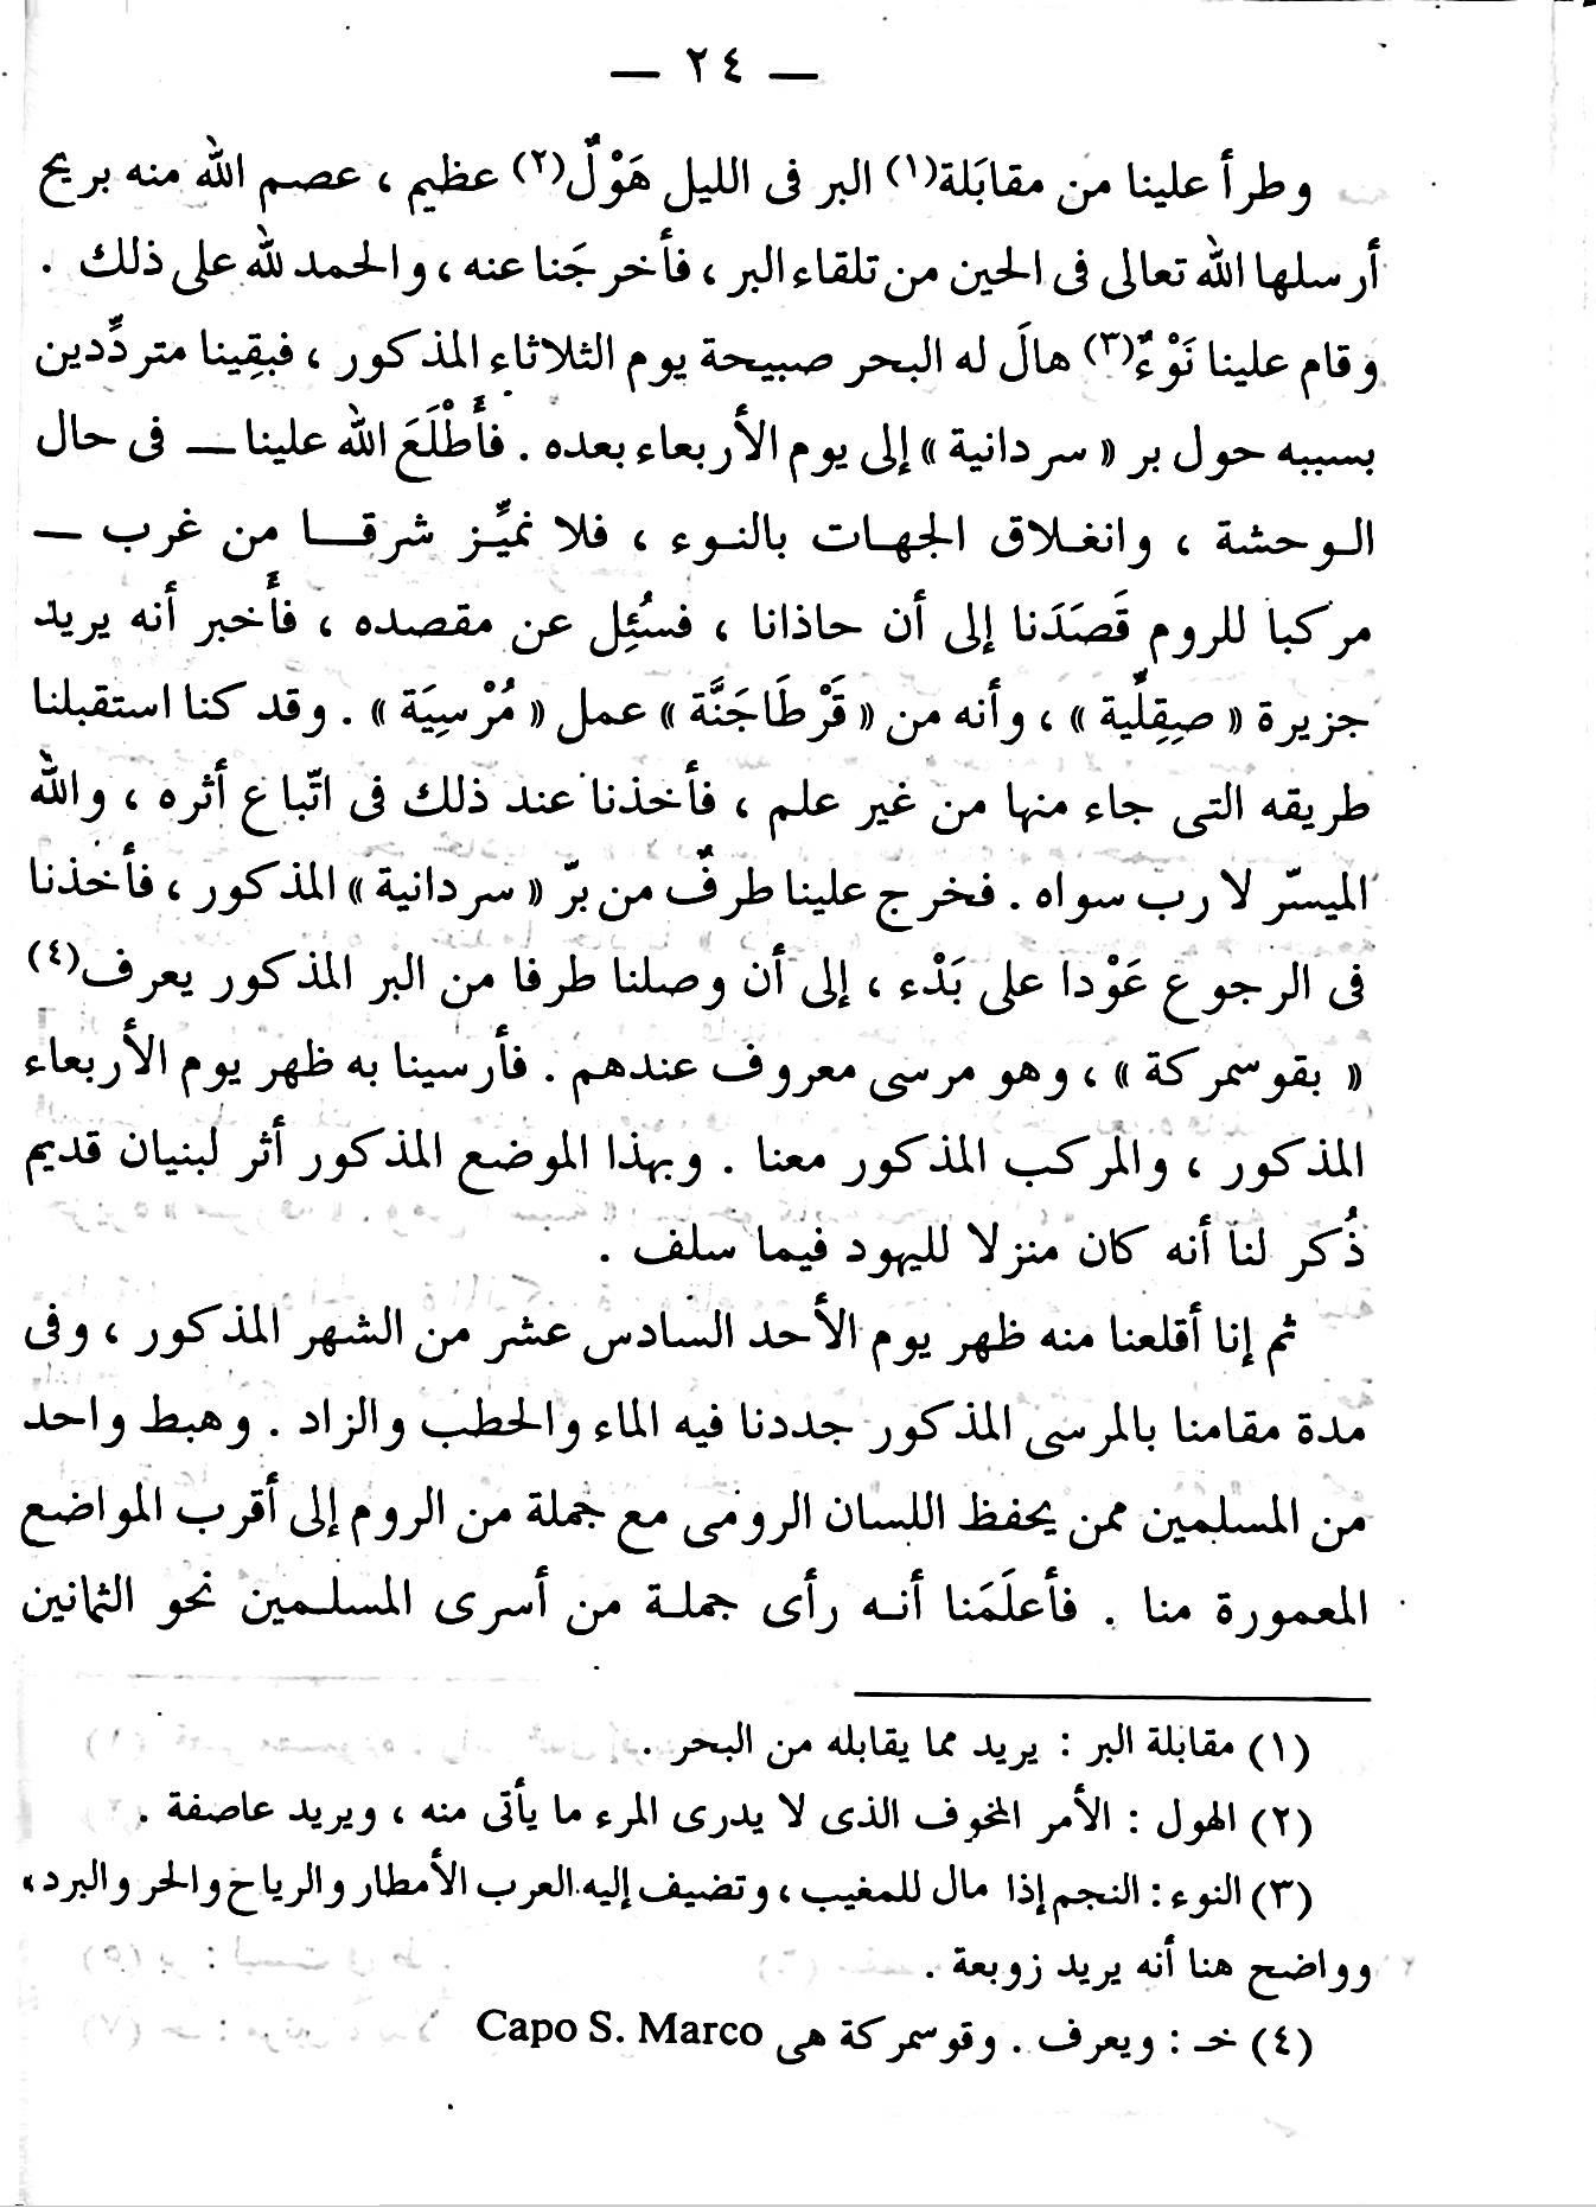 — ٢٤ —
وطرأ علينا من مقابَلة(١) البر فى الليل هَوْلٌ(٢) عظيم ، عصم الله منه بريح
أرسلها الله تعالى فى الحين من تلقاء البر ، فأخرجَنا عنه ، والحمد لله على ذلك .
وقام علينا نَوْءٌ(٣) هالَ له البحر صبيحة يوم الثلاثاء المذكور ، فبقِينا متردِّدين
بسببه حول بر « سردانية » إلى يوم الأربعاء بعده . فأَطْلَعَ الله علينا — فى حال
الوحشة ، وانغلاق الجهات بالنوء ، فلا نميِّز شرقا من غرب —
مركبا للروم قَصَدَنا إلى أن حاذانا ، فسُئِل عن مقصده ، فأَخبر أنه يريد
جزيرة « صِقِلِّية » ، وأنه من « قَرْطَاجَنَّة » عمل « مُرْسِيَة » . وقد كنا استقبلنا
طريقه التى جاء منها من غير علم ، فأخذنا عند ذلك فى اتّباع أثره ، والله
الميسّر لا رب سواه . فخرج علينا طرفٌ من برّ « سردانية » المذكور ، فأخذنا
فى الرجوع عَوْدا على بَدْء ، إلى أن وصلنا طرفا من البر المذكور يعرف(٤)
« بقوسمركة » ، وهو مرسى معروف عندهم . فأرسينا به ظهر يوم الأربعاء
المذكور ، والمركب المذكور معنا . وبهذا الموضع المذكور أثر لبنيان قديم
ذُكر لنا أنه كان منزلا لليهود فيما سلف .
ثم إنا أقلعنا منه ظهر يوم الأحد السادس عشر من الشهر المذكور ، وفى
مدة مقامنا بالمرسى المذكور جددنا فيه الماء والحطب والزاد . وهبط واحد
من المسلمين ممن يحفظ اللسان الرومى مع جملة من الروم إلى أقرب المواضع
المعمورة منا . فأعلَمَنا أنه رأى جملة من أسرى المسلمين نحو الثمانين
(١) مقابلة البر : يريد مما يقابله من البحر .
(٢) الهول : الأمر المخوف الذى لا يدرى المرء ما يأتى منه ، ويريد عاصفة .
(٣) النوء : النجم إذا مال للمغيب ، وتضيف إليه العرب الأمطار والرياح والحر والبرد ،
وواضح هنا أنه يريد زوبعة .
(٤) خـ : ويعرف . وقوسمركة هى Capo S. Marco